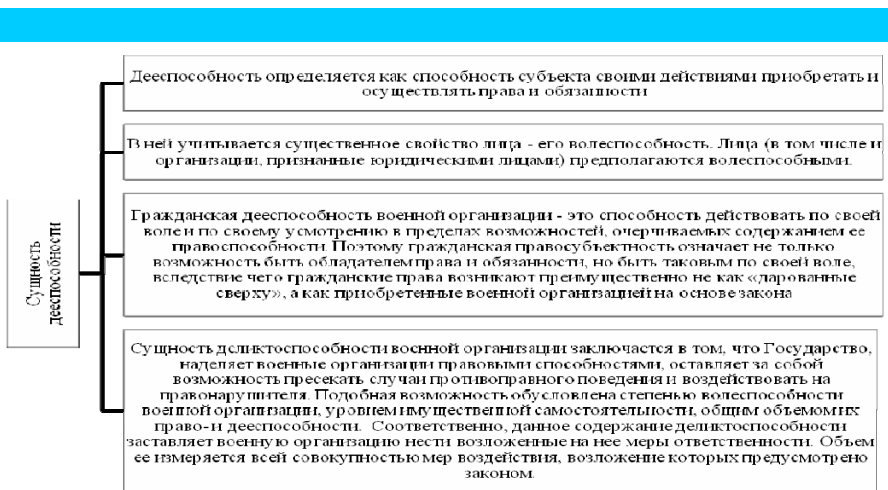 Сущность
дееспособности
Дееспособность определяется как способность субъекта своими действиями приобретать и
осуществлять права и обязанности
В ней учитывается существенное свойство лица - его волеспособность. Лица (в том числе и
организации, признанные юридическими лицами) предполагаются волеспособными.
Гражданская дееспособность военной организации - это способность действовать по своей
воле и по своему усмотрению в пределах возможностей, очерчиваемых содержанием ее
правоспособности. Поэтому гражданская правосубъектность означает не только
возможность быть обладателем права и обязанности, но быть таковым по своей воле,
вследствие чего гражданские права возникают преимущественно не как «дарованные
сверху», а как приобретенные военной организацией на основе закона
Сущность деликтоспособности военной организации заключается в том, что Государство,
наделяет военные организации правовыми способностями, оставляет за собой
возможность пресекать случаи противоправного поведения и воздействовать на
правонарушителя. Подобная возможность обусловлена степенью волеспособности
военной организации, уровнем имущественной самостоятельности, общим объемом их
право- и дееспособности. Соответственно, данное содержание деликтоспособности
заставляет военную организацию нести возложенные на нее меры ответственности. Объем
ее измеряется всей совокупностью мер воздействия, возложение которых предусмотрено
законом.